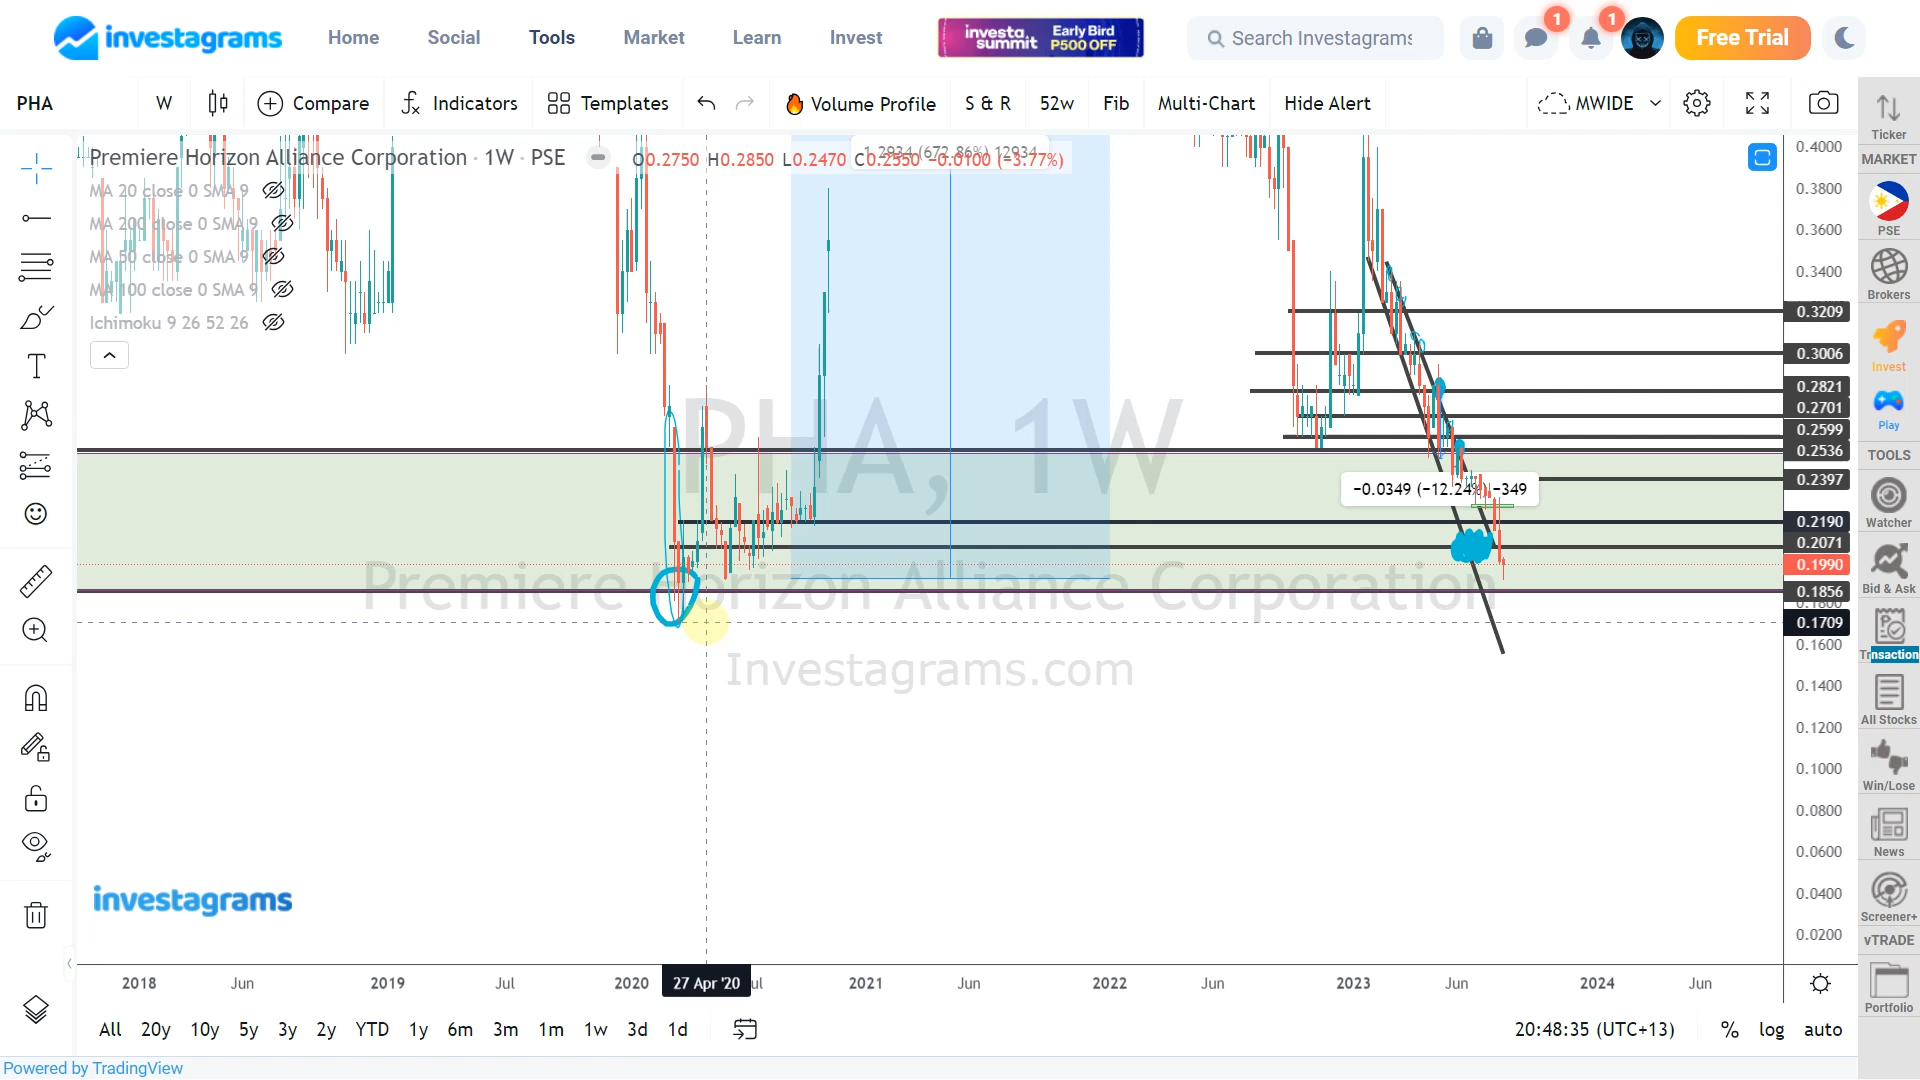 investagrams
Home
Social
Tools
Market
Learn
Invest
investa
summit
Early Bird
P500 OFF
Search Investagrams
1
1
Free Trial
PHA
W
Compare
Indicators
Templates
Volume Profile
S & R
52w
Fib
Multi-Chart
Hide Alert
MWIDE
Ticker
MARKET
PSE
Brokers
Invest
Play
TOOLS
Watcher
Bid & Ask
Transaction
All Stocks
Win/Lose
News
Screener+
vTRADE
Portfolio
Premiere Horizon Alliance Corporation · 1W · PSE
O0.2750 H0.2850 L0.2470 C0.2550 −0.0100 (−3.77%)
1.2934 (672.86%) 12934
MA 20 close 0 SMA 9
MA 200 close 0 SMA 9
MA 50 close 0 SMA 9
MA 100 close 0 SMA 9
Ichimoku 9 26 52 26
PHA, 1W
Premiere Horizon Alliance Corporation
Investagrams.com
−0.0349 (−12.24%) −349
0.4000
0.3800
0.3600
0.3400
0.3209
0.3006
0.2821
0.2701
0.2599
0.2536
0.2397
0.2190
0.2071
0.1990
0.1856
0.1800
0.1709
0.1600
0.1400
0.1200
0.1000
0.0800
0.0600
0.0400
0.0200
investagrams
2018
Jun
2019
Jul
2020
27 Apr '20
ul
2021
Jun
2022
Jun
2023
Jun
2024
Jun
All
20y
10y
5y
3y
2y
YTD
1y
6m
3m
1m
1w
3d
1d
20:48:35 (UTC+13)
%
log
auto
Powered by TradingView